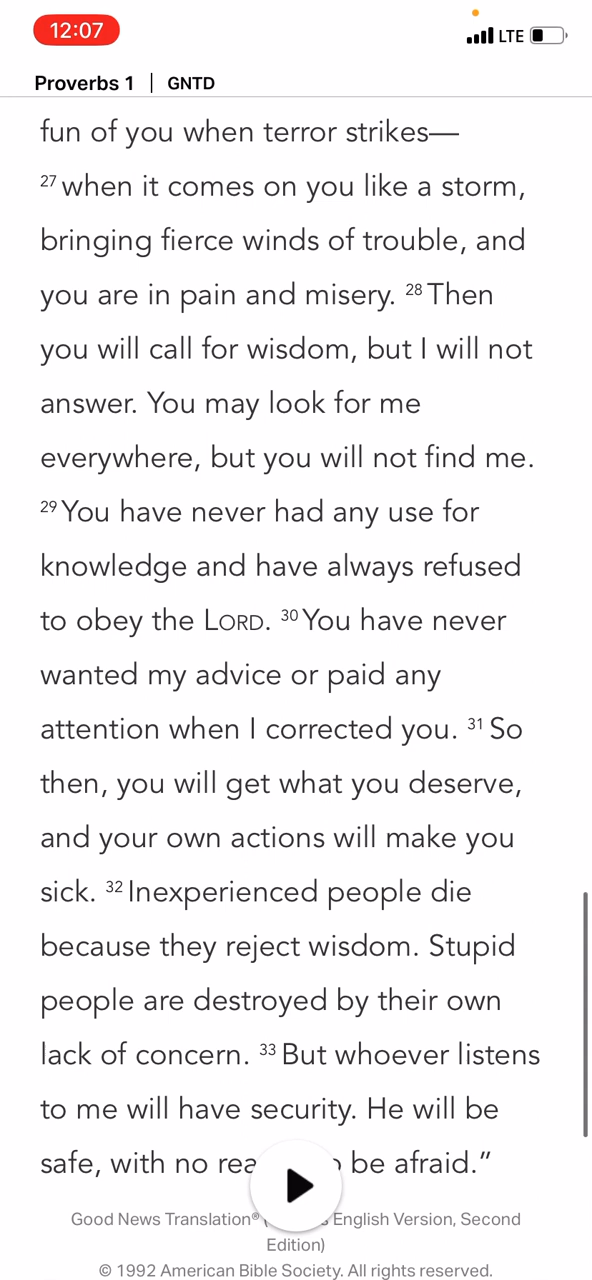 12:07
LTE
Proverbs 1 | GNTD
fun of you when terror strikes—
27 when it comes on you like a storm,
bringing fierce winds of trouble, and
you are in pain and misery. 28 Then
you will call for wisdom, but I will not
answer. You may look for me
everywhere, but you will not find me.
29 You have never had any use for
knowledge and have always refused
to obey the LORD. 30 You have never
wanted my advice or paid any
attention when I corrected you. 31 So
then, you will get what you deserve,
and your own actions will make you
sick. 32 Inexperienced people die
because they reject wisdom. Stupid
people are destroyed by their own
lack of concern. 33 But whoever listens
to me will have security. He will be
safe, with no be afraid.”
Good News Translation® English Version, Second
Edition)
© 1992 American Bible Society. All rights reserved.